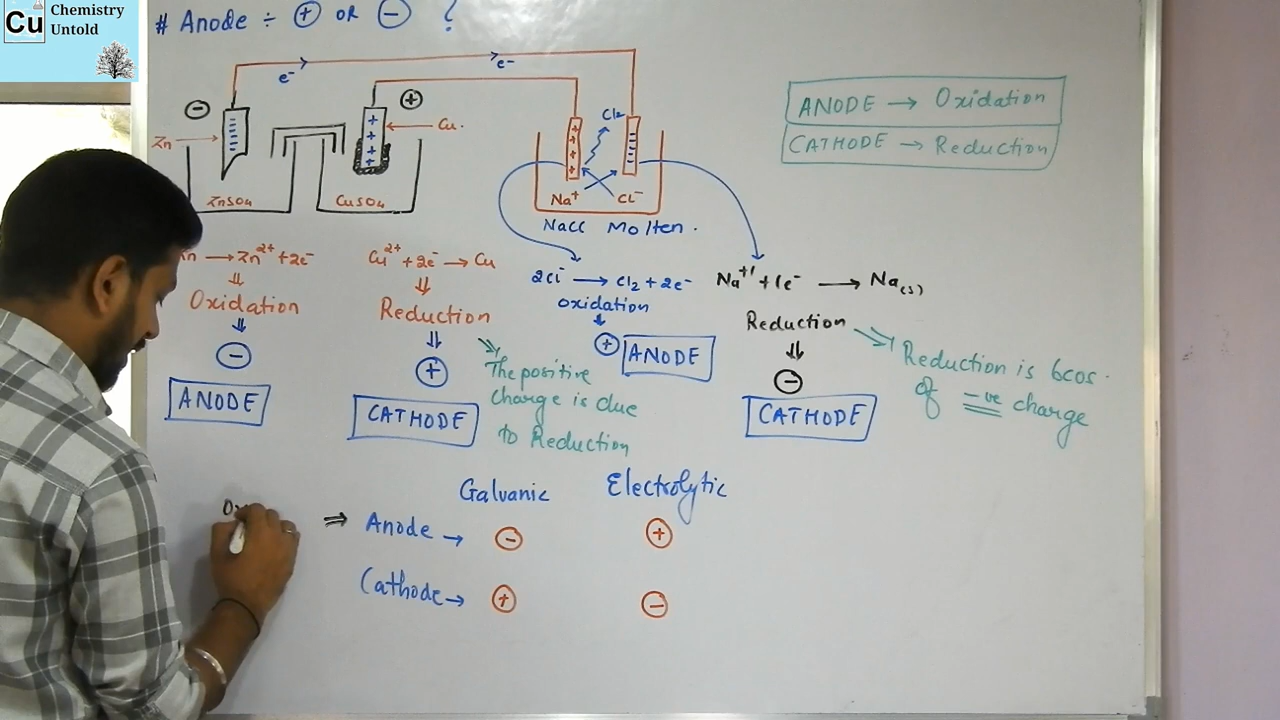 Cu
Chemistry
Untold
# Anode ÷ + OR - ?
e⁻ e⁻
- +
Zn Cu.
ZnSO₄ CuSO₄
Cl₂
Na⁺ Cl⁻
NaCl Molten.
ANODE → Oxidation
CATHODE → Reduction
n → Zn²⁺ + 2e⁻
Oxidation
-
ANODE
Cu²⁺ + 2e⁻ → Cu
Reduction
+
CATHODE
The positive
charge is due
to Reduction
2Cl⁻ → Cl₂ + 2e⁻
oxidation
+ ANODE
Na⁺¹ + 1e⁻ → Na(s)
Reduction
-
CATHODE
Reduction is bcos.
of -ve charge
Galvanic Electrolytic
⇒ Anode → - +
Cathode → + -